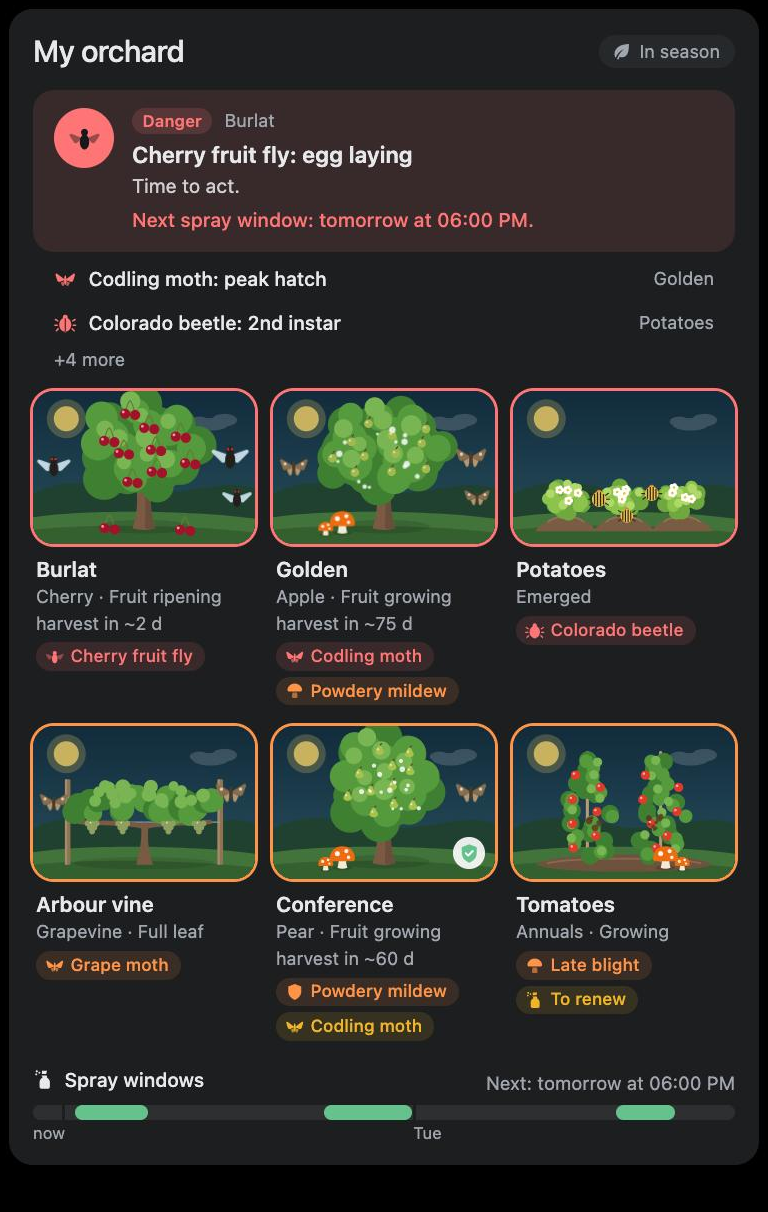 My orchard
In season
Danger
Burlat
Cherry fruit fly: egg laying
Time to act.
Next spray window: tomorrow at 06:00 PM.
Codling moth: peak hatch
Golden
Colorado beetle: 2nd instar
Potatoes
+4 more
Burlat
Cherry · Fruit ripening
harvest in ~2 d
Cherry fruit fly
Golden
Apple · Fruit growing
harvest in ~75 d
Codling moth
Powdery mildew
Potatoes
Emerged
Colorado beetle
Arbour vine
Grapevine · Full leaf
Grape moth
Conference
Pear · Fruit growing
harvest in ~60 d
Powdery mildew
Codling moth
Tomatoes
Annuals · Growing
Late blight
To renew
Spray windows
Next: tomorrow at 06:00 PM
now
Tue